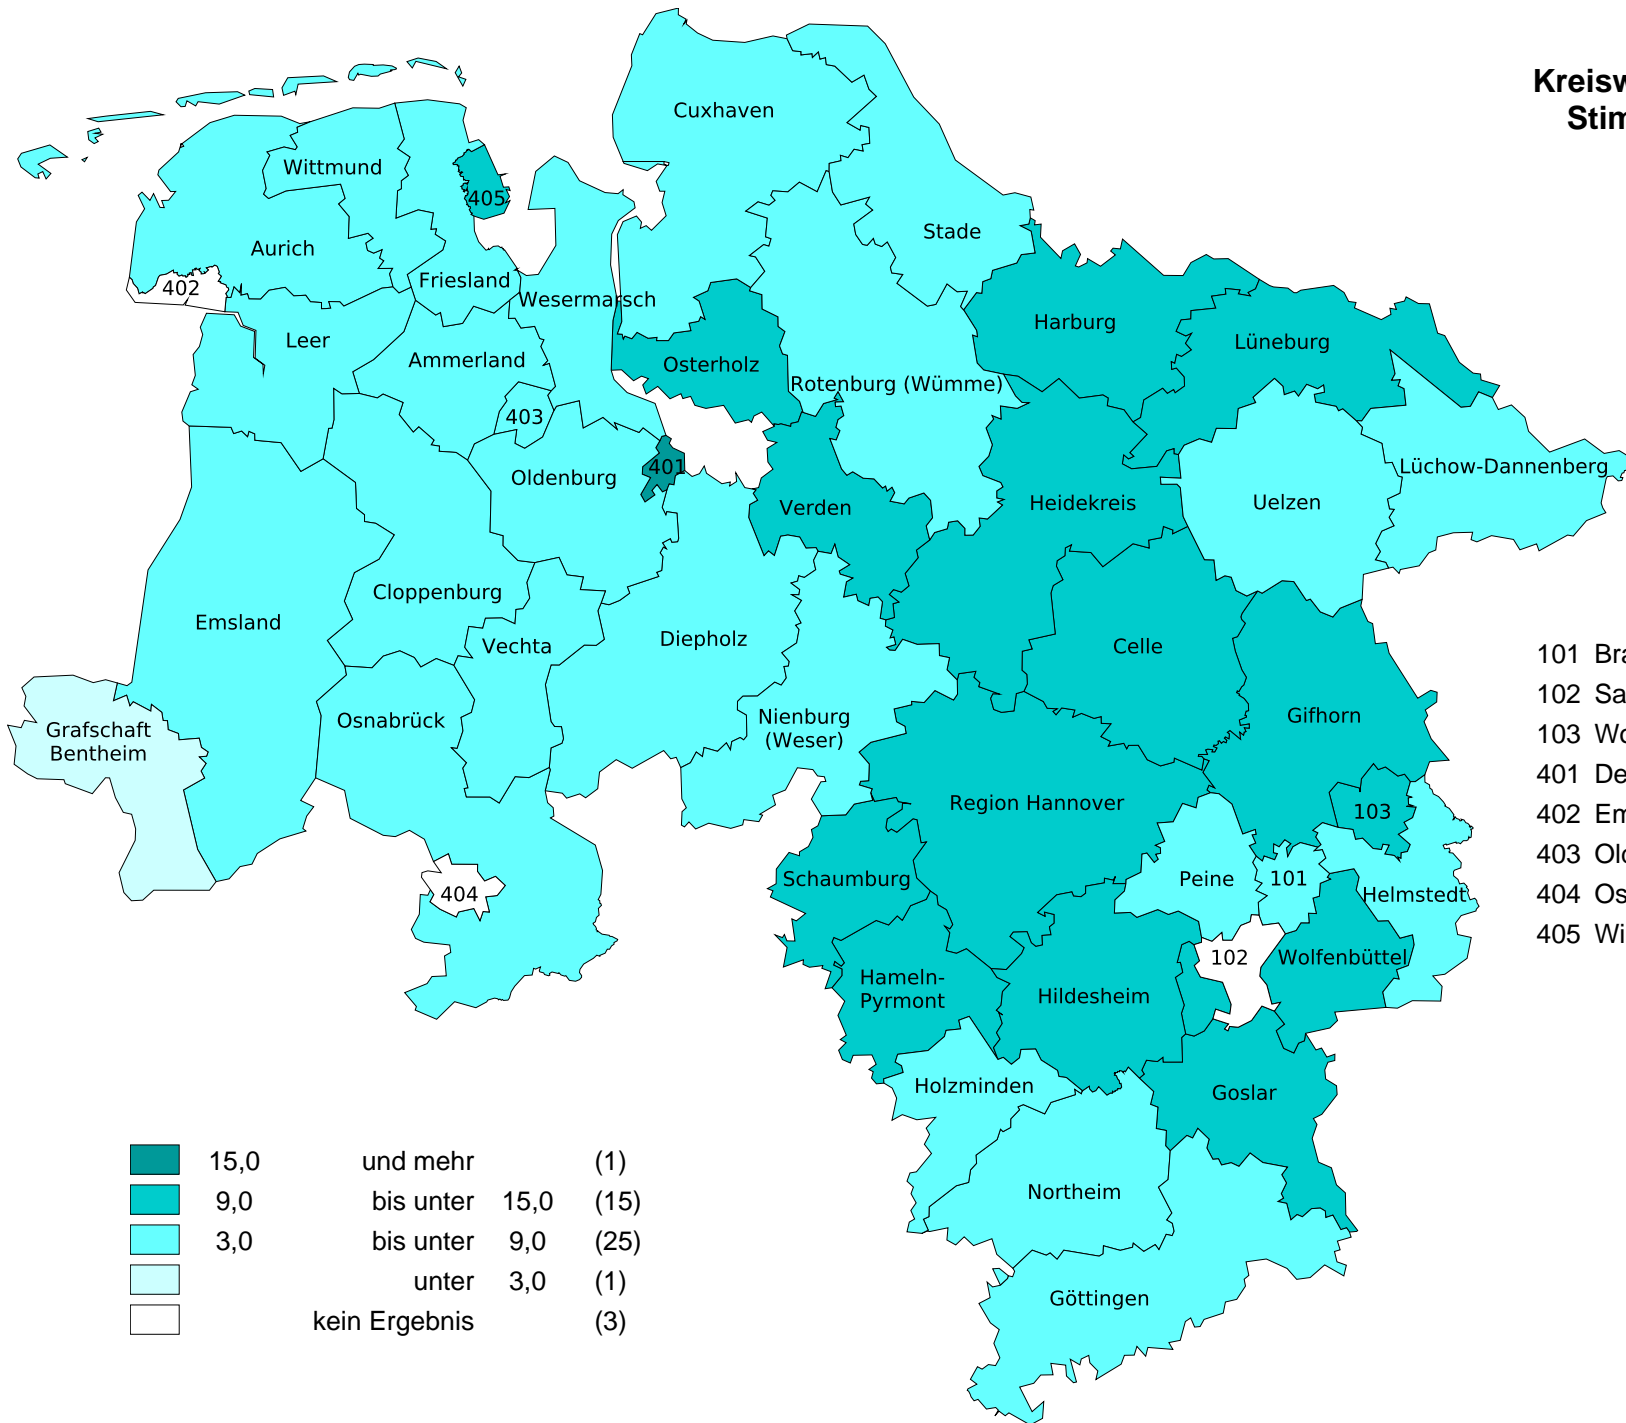 Kreisw
Stim
Cuxhaven
Wittmund
405
Stade
Aurich
Friesland
402
Wesermarsch
Harburg
Leer
Lüneburg
Ammerland
Osterholz
Rotenburg (Wümme)
403
401
Lüchow-Dannenberg
Oldenburg
Verden
Heidekreis
Uelzen
Cloppenburg
Emsland
Diepholz
Vechta
Celle
Osnabrück
Nienburg
(Weser)
Gifhorn
Grafschaft
Bentheim
Region Hannover
103
Schaumburg
Peine
101
404
Helmstedt
102
Wolfenbüttel
Hameln-
Pyrmont
Hildesheim
Holzminden
Goslar
Northeim
Göttingen
101 Bra
102 Sa
103 Wo
401 De
402 Em
403 Old
404 Os
405 Wi
15,0 und mehr (1)
9,0 bis unter 15,0 (15)
3,0 bis unter 9,0 (25)
unter 3,0 (1)
kein Ergebnis (3)